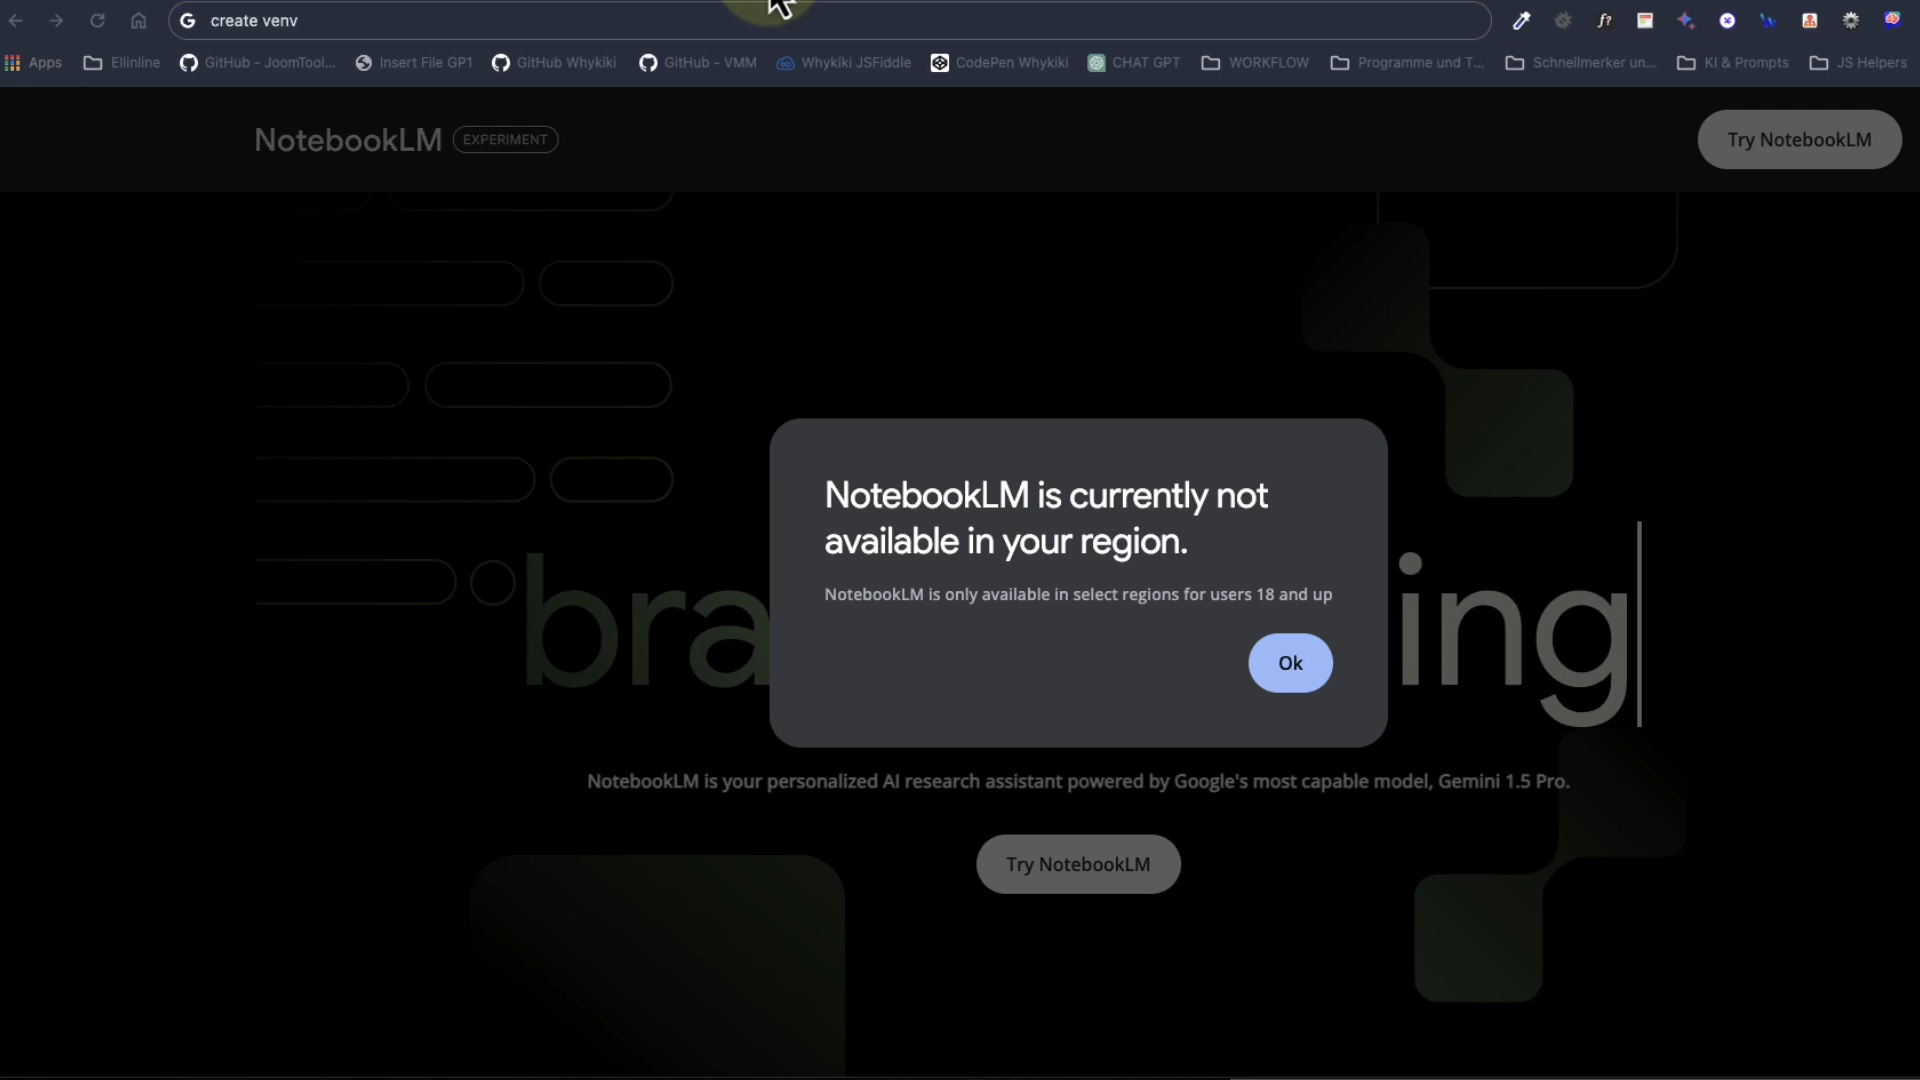 create venv
Apps
Ellinline
GitHub - JoomTool...
Insert File GP1
GitHub Whykiki
GitHub - VMM
Whykiki JSFiddle
CodePen Whykiki
CHAT GPT
WORKFLOW
Programme und T...
Schnellmerker un...
KI & Prompts
JS Helpers
NotebookLM EXPERIMENT
Try NotebookLM
NotebookLM is currently not
available in your region.
NotebookLM is only available in select regions for users 18 and up
Ok
bra
ing
NotebookLM is your personalized AI research assistant powered by Google's most capable model, Gemini 1.5 Pro.
Try NotebookLM